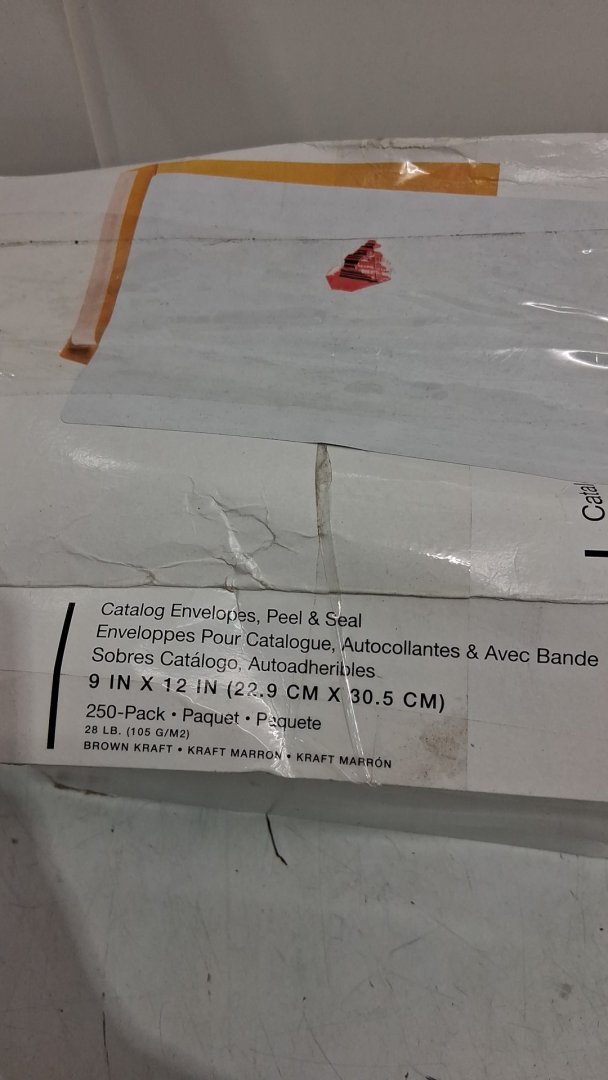 Catal
Catalog Envelopes, Peel & Seal
Enveloppes Pour Catalogue, Autocollantes & Avec Bande
Sobres Catálogo, Autoadheribles
9 IN X 12 IN (22.9 CM X 30.5 CM)
250-Pack • Paquet • Paquete
28 LB. (105 G/M2)
BROWN KRAFT • KRAFT MARRON • KRAFT MARRÓN